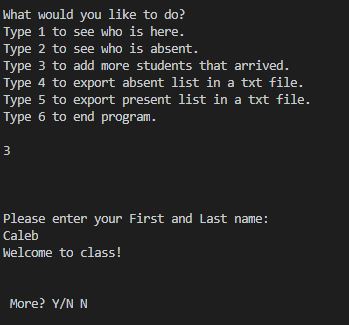 What would you like to do?
Type 1 to see who is here.
Type 2 to see who is absent.
Type 3 to add more students that arrived.
Type 4 to export absent list in a txt file.
Type 5 to export present list in a txt file.
Type 6 to end program.
3
Please enter your First and Last name:
Caleb
Welcome to class!
More? Y/N N